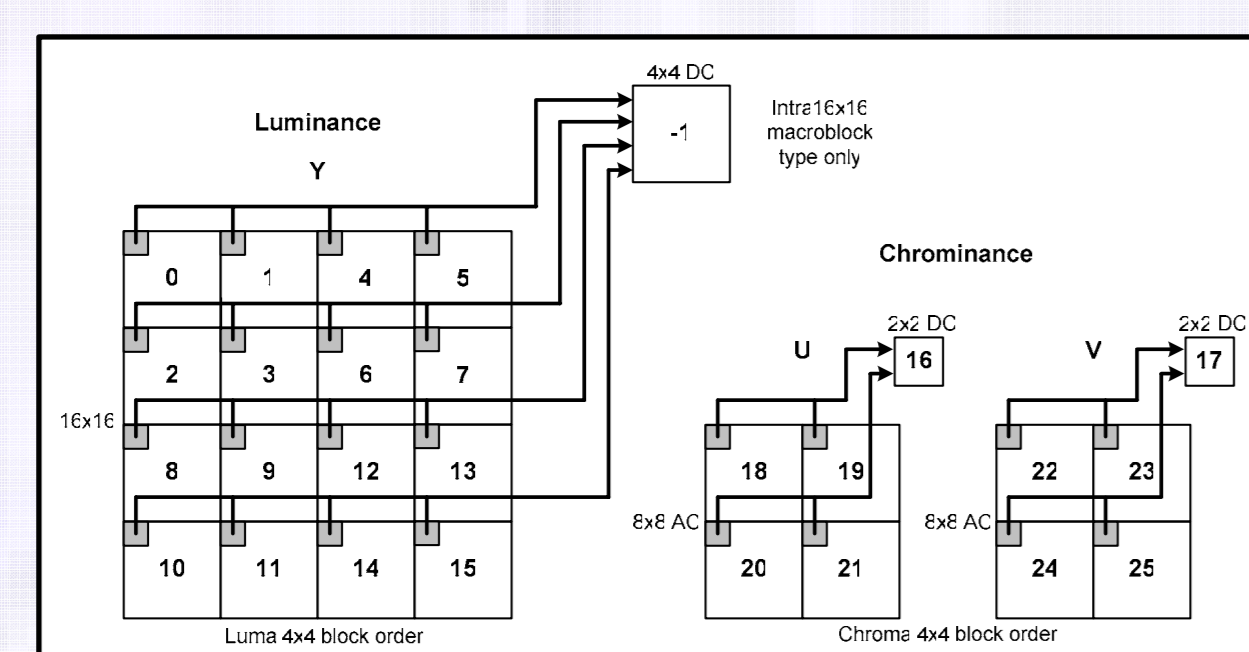 4x4 DC
Luminance
-1
Intra16x16
macroblock
type only
Y
0 1 4 5
Chrominance
2x2 DC
2x2 DC
U
16
V
17
2 3 6 7
16x16
8 9 12 13
18 19
22 23
8x8 AC
8x8 AC
10 11 14 15
20 21
24 25
Luma 4x4 block order
Chroma 4x4 block order